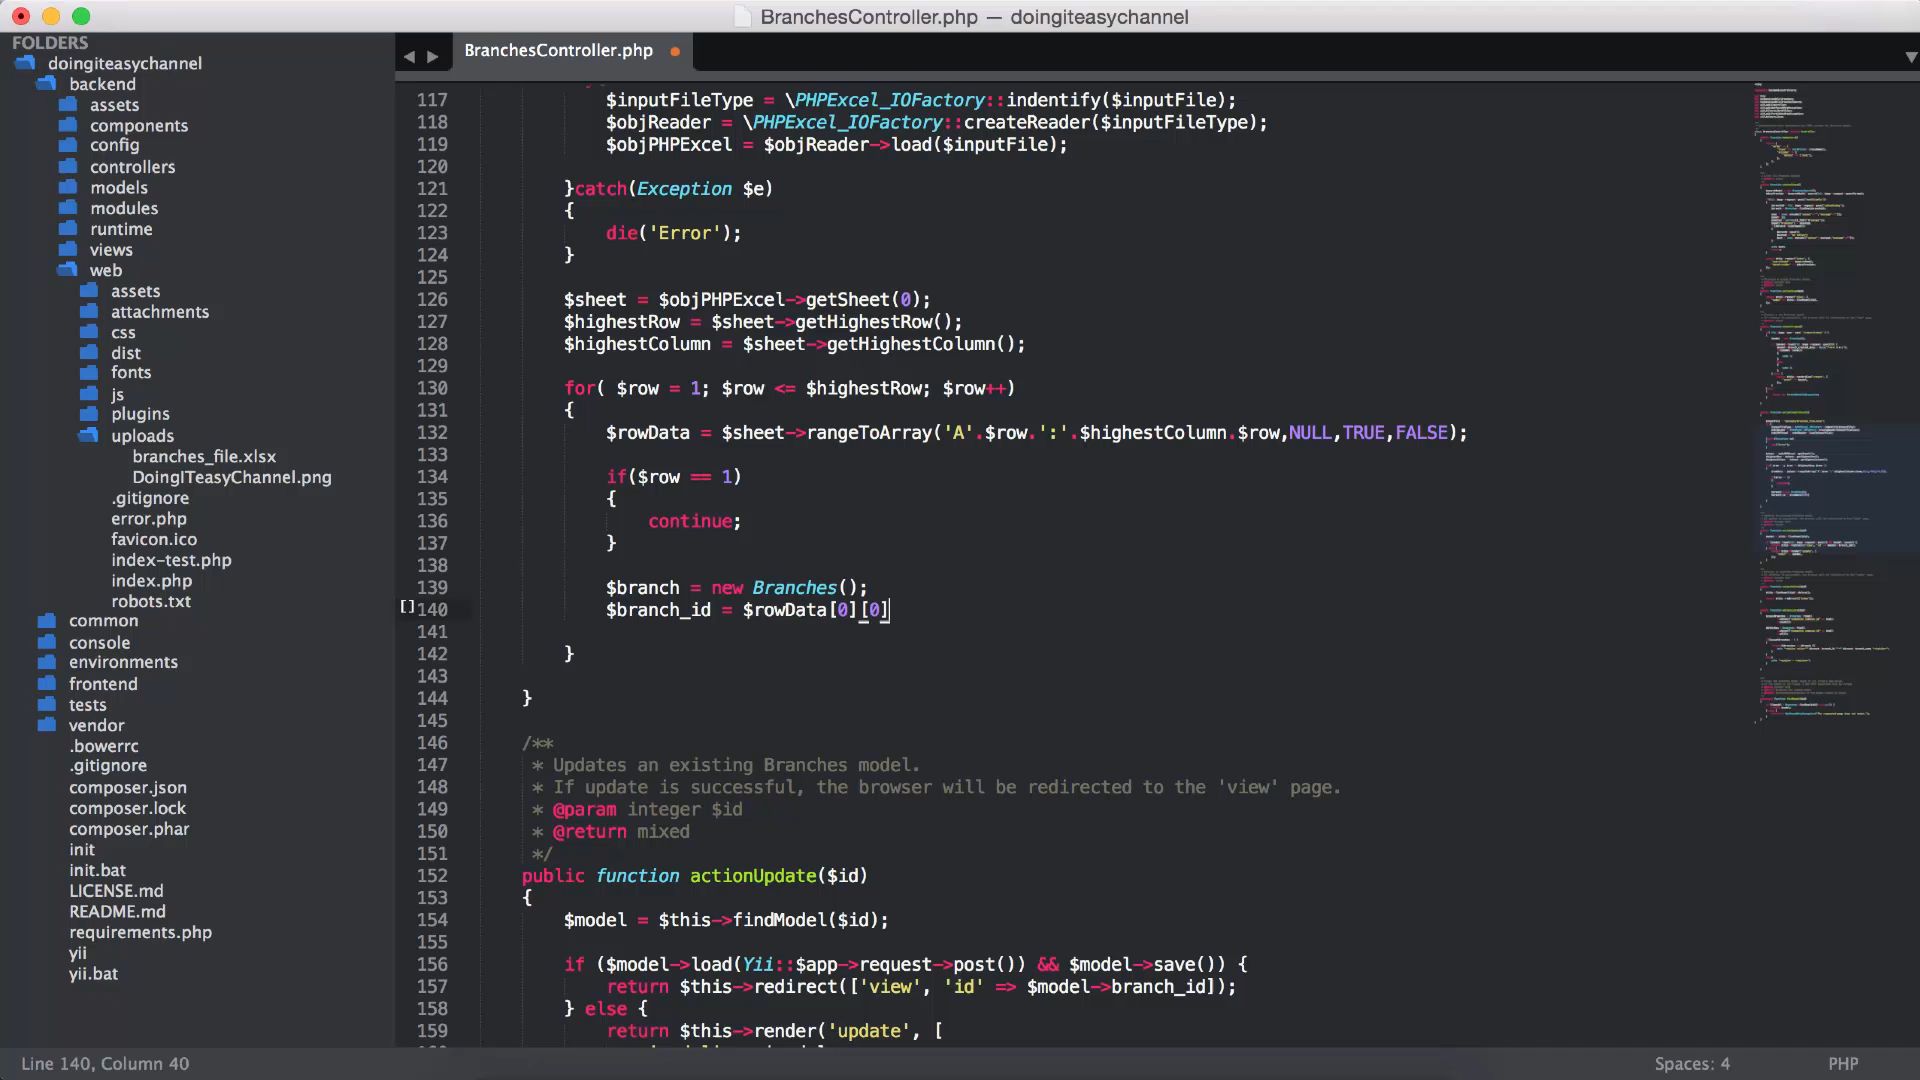 BranchesController.php — doingiteasychannel
FOLDERS
doingiteasychannel
backend
assets
components
config
controllers
models
modules
runtime
views
web
assets
attachments
css
dist
fonts
js
plugins
uploads
branches_file.xlsx
DoingITeasyChannel.png
.gitignore
error.php
favicon.ico
index-test.php
index.php
robots.txt
common
console
environments
frontend
tests
vendor
.bowerrc
.gitignore
composer.json
composer.lock
composer.phar
init
init.bat
LICENSE.md
README.md
requirements.php
yii
yii.bat
BranchesController.php
117 $inputFileType = \PHPExcel_IOFactory::indentify($inputFile);
118 $objReader = \PHPExcel_IOFactory::createReader($inputFileType);
119 $objPHPExcel = $objReader->load($inputFile);
120
121 }catch(Exception $e)
122 {
123 die('Error');
124 }
125
126 $sheet = $objPHPExcel->getSheet(0);
127 $highestRow = $sheet->getHighestRow();
128 $highestColumn = $sheet->getHighestColumn();
129
130 for( $row = 1; $row <= $highestRow; $row++)
131 {
132 $rowData = $sheet->rangeToArray('A'.$row.':'.$highestColumn.$row,NULL,TRUE,FALSE);
133
134 if($row == 1)
135 {
136 continue;
137 }
138
139 $branch = new Branches();
[] 140 $branch_id = $rowData[0][0]
141
142 }
143
144 }
145
146 /**
147 * Updates an existing Branches model.
148 * If update is successful, the browser will be redirected to the 'view' page.
149 * @param integer $id
150 * @return mixed
151 */
152 public function actionUpdate($id)
153 {
154 $model = $this->findModel($id);
155
156 if ($model->load(Yii::$app->request->post()) && $model->save()) {
157 return $this->redirect(['view', 'id' => $model->branch_id]);
158 } else {
159 return $this->render('update', [
Line 140, Column 40
Spaces: 4
PHP